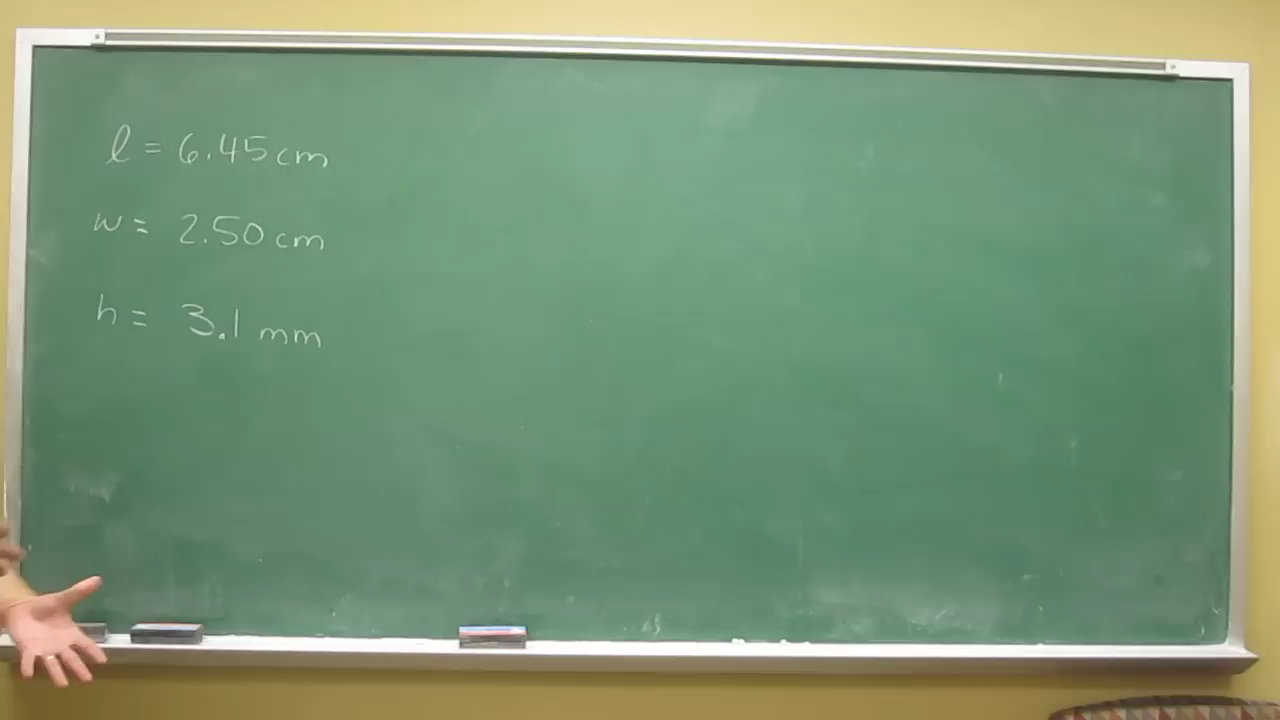 l = 6.45 cm
w = 2.50 cm
h = 3.1 mm